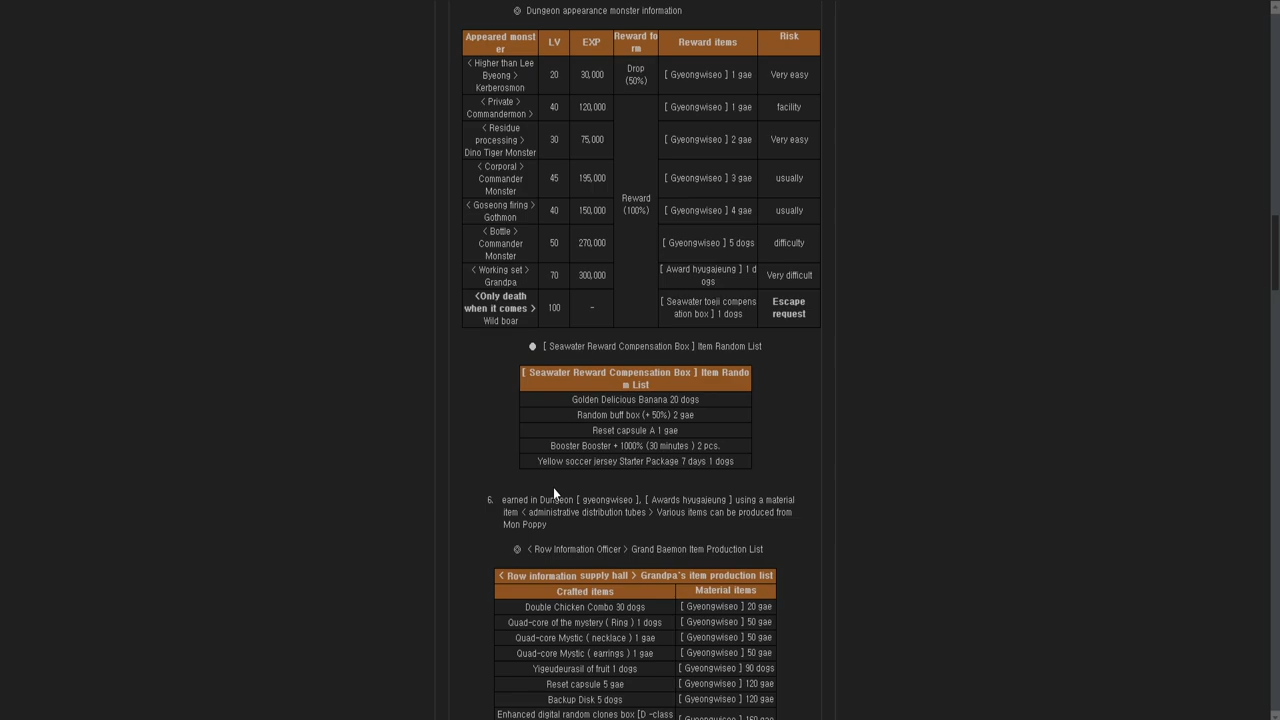 ◎ Dungeon appearance monster information
Appeared monst
er
LV
EXP
Reward fo
rm
Reward items
Risk
< Higher than Lee
Byeong >
Kerberosmon
20
30,000
Drop
(50%)
[ Gyeongwiseo ] 1 gae
Very easy
< Private >
Commandermon >
40
120,000
Reward
(100%)
[ Gyeongwiseo ] 1 gae
facility
< Residue
processing >
Dino Tiger Monster
30
75,000
[ Gyeongwiseo ] 2 gae
Very easy
< Corporal >
Commander
Monster
45
195,000
[ Gyeongwiseo ] 3 gae
usually
< Goseong firing >
Gothmon
40
150,000
[ Gyeongwiseo ] 4 gae
usually
< Bottle >
Commander
Monster
50
270,000
[ Gyeongwiseo ] 5 dogs
difficulty
< Working set >
Grandpa
70
300,000
[ Award hyugajeung ] 1 d
ogs
Very difficult
<Only death
when it comes >
Wild boar
100
-
[ Seawater toeji compens
ation box ] 1 dogs
Escape
request
● [ Seawater Reward Compensation Box ] Item Random List
[ Seawater Reward Compensation Box ] Item Rando
m List
Golden Delicious Banana 20 dogs
Random buff box (+ 50%) 2 gae
Reset capsule A 1 gae
Booster Booster + 1000% (30 minutes ) 2 pcs.
Yellow soccer jersey Starter Package 7 days 1 dogs
6. earned in Dungeon [ gyeongwiseo ], [ Awards hyugajeung ] using a material
item < administrative distribution tubes > Various items can be produced from
Mon Poppy
◎ < Row Information Officer > Grand Baemon Item Production List
< Row information supply hall > Grandpa's item production list
Crafted items
Material items
Double Chicken Combo 30 dogs
[ Gyeongwiseo ] 20 gae
Quad-core of the mystery ( Ring ) 1 dogs
[ Gyeongwiseo ] 50 gae
Quad-core Mystic ( necklace ) 1 gae
[ Gyeongwiseo ] 50 gae
Quad-core Mystic ( earrings ) 1 gae
[ Gyeongwiseo ] 50 gae
Yigeudeurasil of fruit 1 dogs
[ Gyeongwiseo ] 90 dogs
Reset capsule 5 gae
[ Gyeongwiseo ] 120 gae
Backup Disk 5 dogs
[ Gyeongwiseo ] 120 gae
Enhanced digital random clones box [D -class
[ Gyeongwiseo ] 160 gae